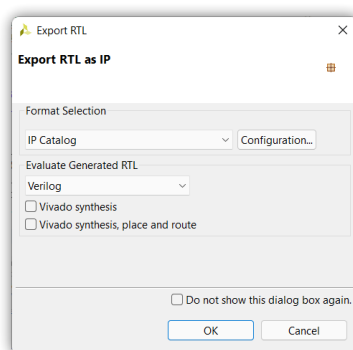 Export RTL
Export RTL as IP
Format Selection
IP Catalog
Configuration...
Evaluate Generated RTL
Verilog
Vivado synthesis
Vivado synthesis, place and route
Do not show this dialog box again.
OK
Cancel